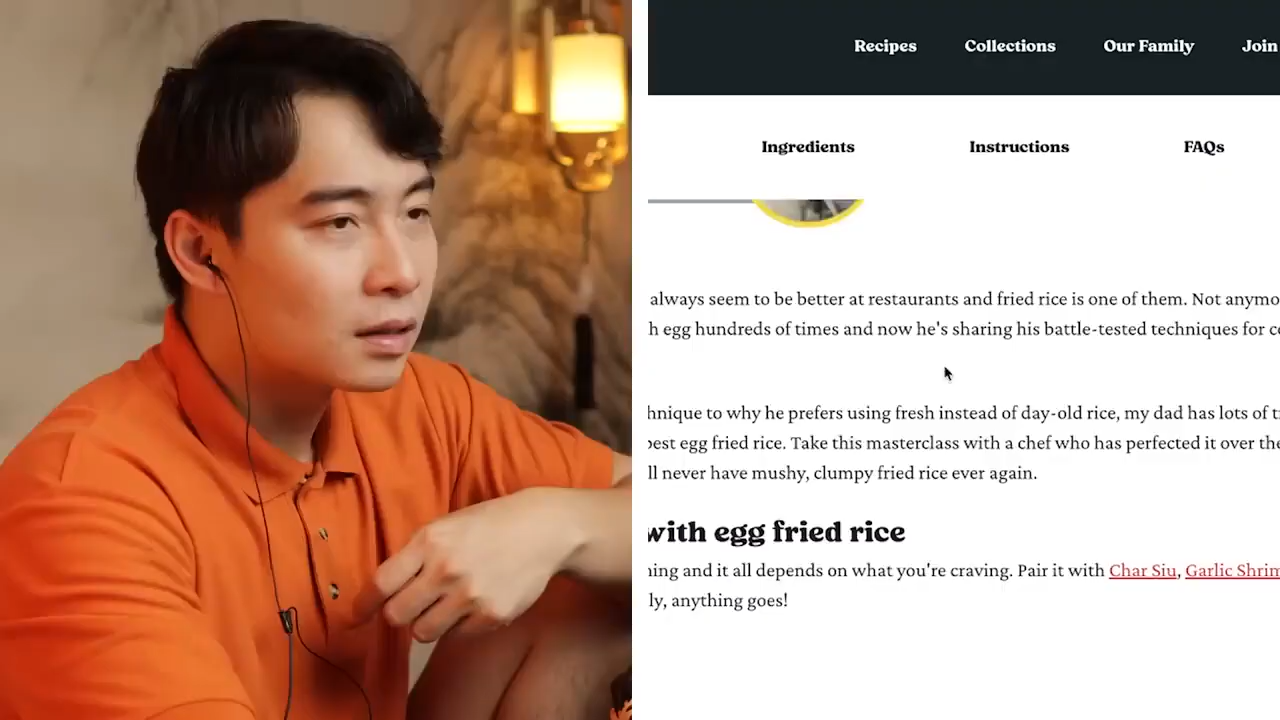 Recipes Collections Our Family Join
Ingredients Instructions FAQs
always seem to be better at restaurants and fried rice is one of them. Not anymo
h egg hundreds of times and now he's sharing his battle-tested techniques for c
hnique to why he prefers using fresh instead of day-old rice, my dad has lots of t
best egg fried rice. Take this masterclass with a chef who has perfected it over the
ll never have mushy, clumpy fried rice ever again.
with egg fried rice
ning and it all depends on what you're craving. Pair it with Char Siu, Garlic Shrim
ly, anything goes!